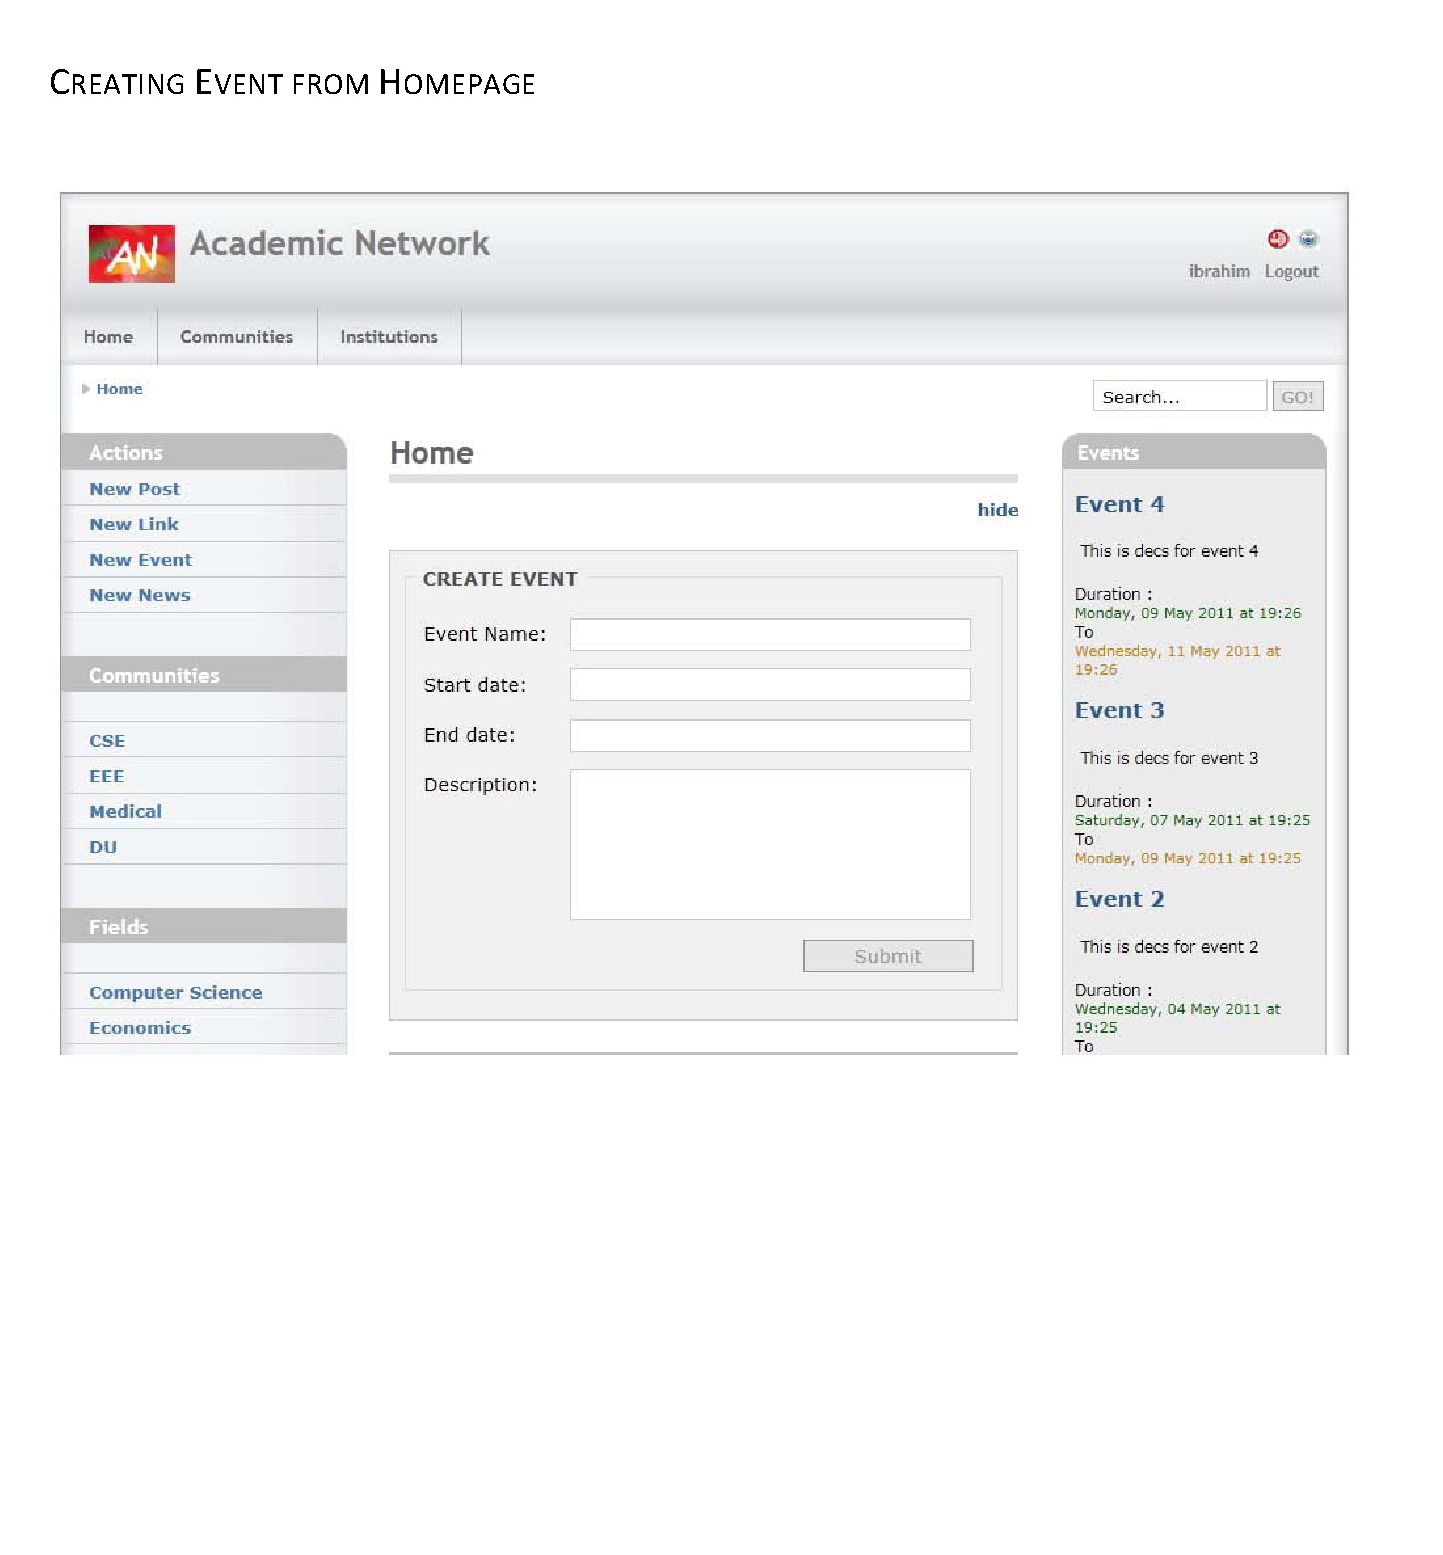 CREATING EVENT FROM HOMEPAGE
AN
Academic Network
ibrahim Logout
Home Communities Institutions
Home
Search... GO!
Actions
New Post
New Link
New Event
New News
Communities
CSE
EEE
Medical
DU
Fields
Computer Science
Economics
Home
hide
CREATE EVENT
Event Name:
Start date:
End date:
Description:
Submit
Events
Event 4
This is decs for event 4
Duration :
Monday, 09 May 2011 at 19:26
To
Wednesday, 11 May 2011 at
19:26
Event 3
This is decs for event 3
Duration :
Saturday, 07 May 2011 at 19:25
To
Monday, 09 May 2011 at 19:25
Event 2
This is decs for event 2
Duration :
Wednesday, 04 May 2011 at
19:25
To